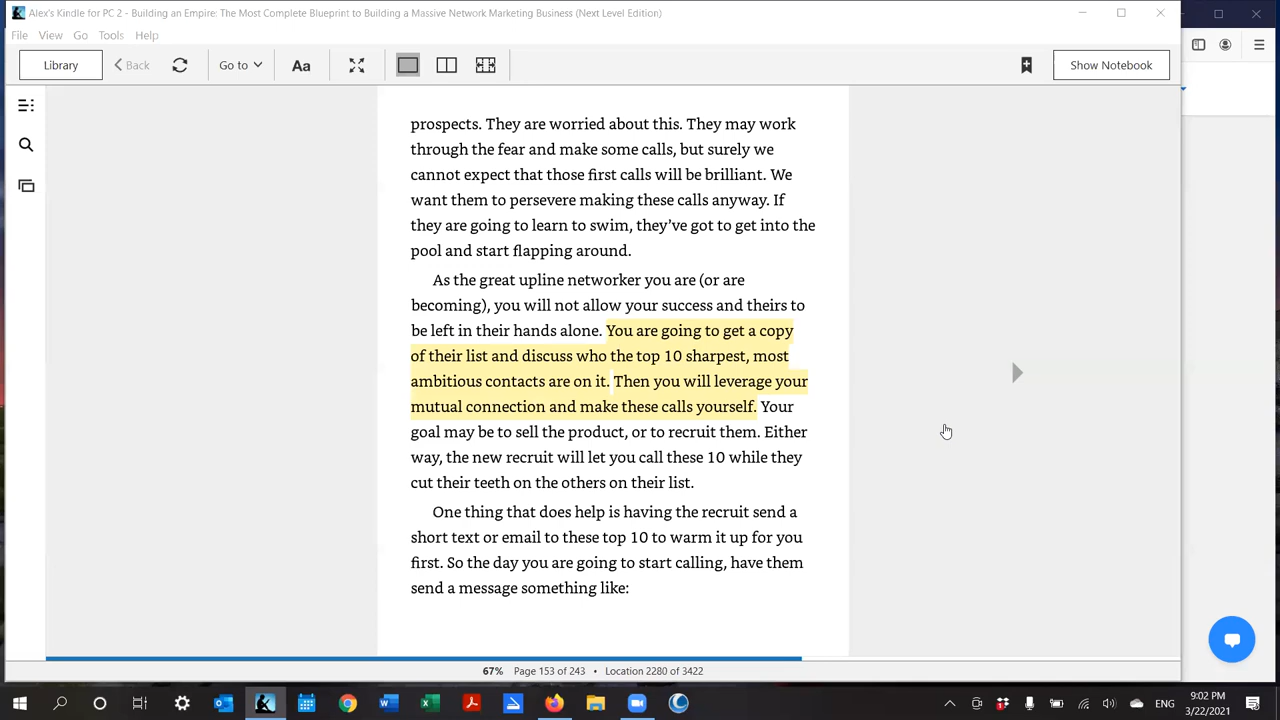 Alex's Kindle for PC 2 - Building an Empire: The Most Complete Blueprint to Building a Massive Network Marketing Business (Next Level Edition)
File View Go Tools Help
Library Back Go to Aa Show Notebook
prospects. They are worried about this. They may work
through the fear and make some calls, but surely we
cannot expect that those first calls will be brilliant. We
want them to persevere making these calls anyway. If
they are going to learn to swim, they've got to get into the
pool and start flapping around.
As the great upline networker you are (or are
becoming), you will not allow your success and theirs to
be left in their hands alone. You are going to get a copy
of their list and discuss who the top 10 sharpest, most
ambitious contacts are on it. Then you will leverage your
mutual connection and make these calls yourself. Your
goal may be to sell the product, or to recruit them. Either
way, the new recruit will let you call these 10 while they
cut their teeth on the others on their list.
One thing that does help is having the recruit send a
short text or email to these top 10 to warm it up for you
first. So the day you are going to start calling, have them
send a message something like:
67% Page 153 of 243 • Location 2280 of 3422
ENG
9:02 PM
3/22/2021